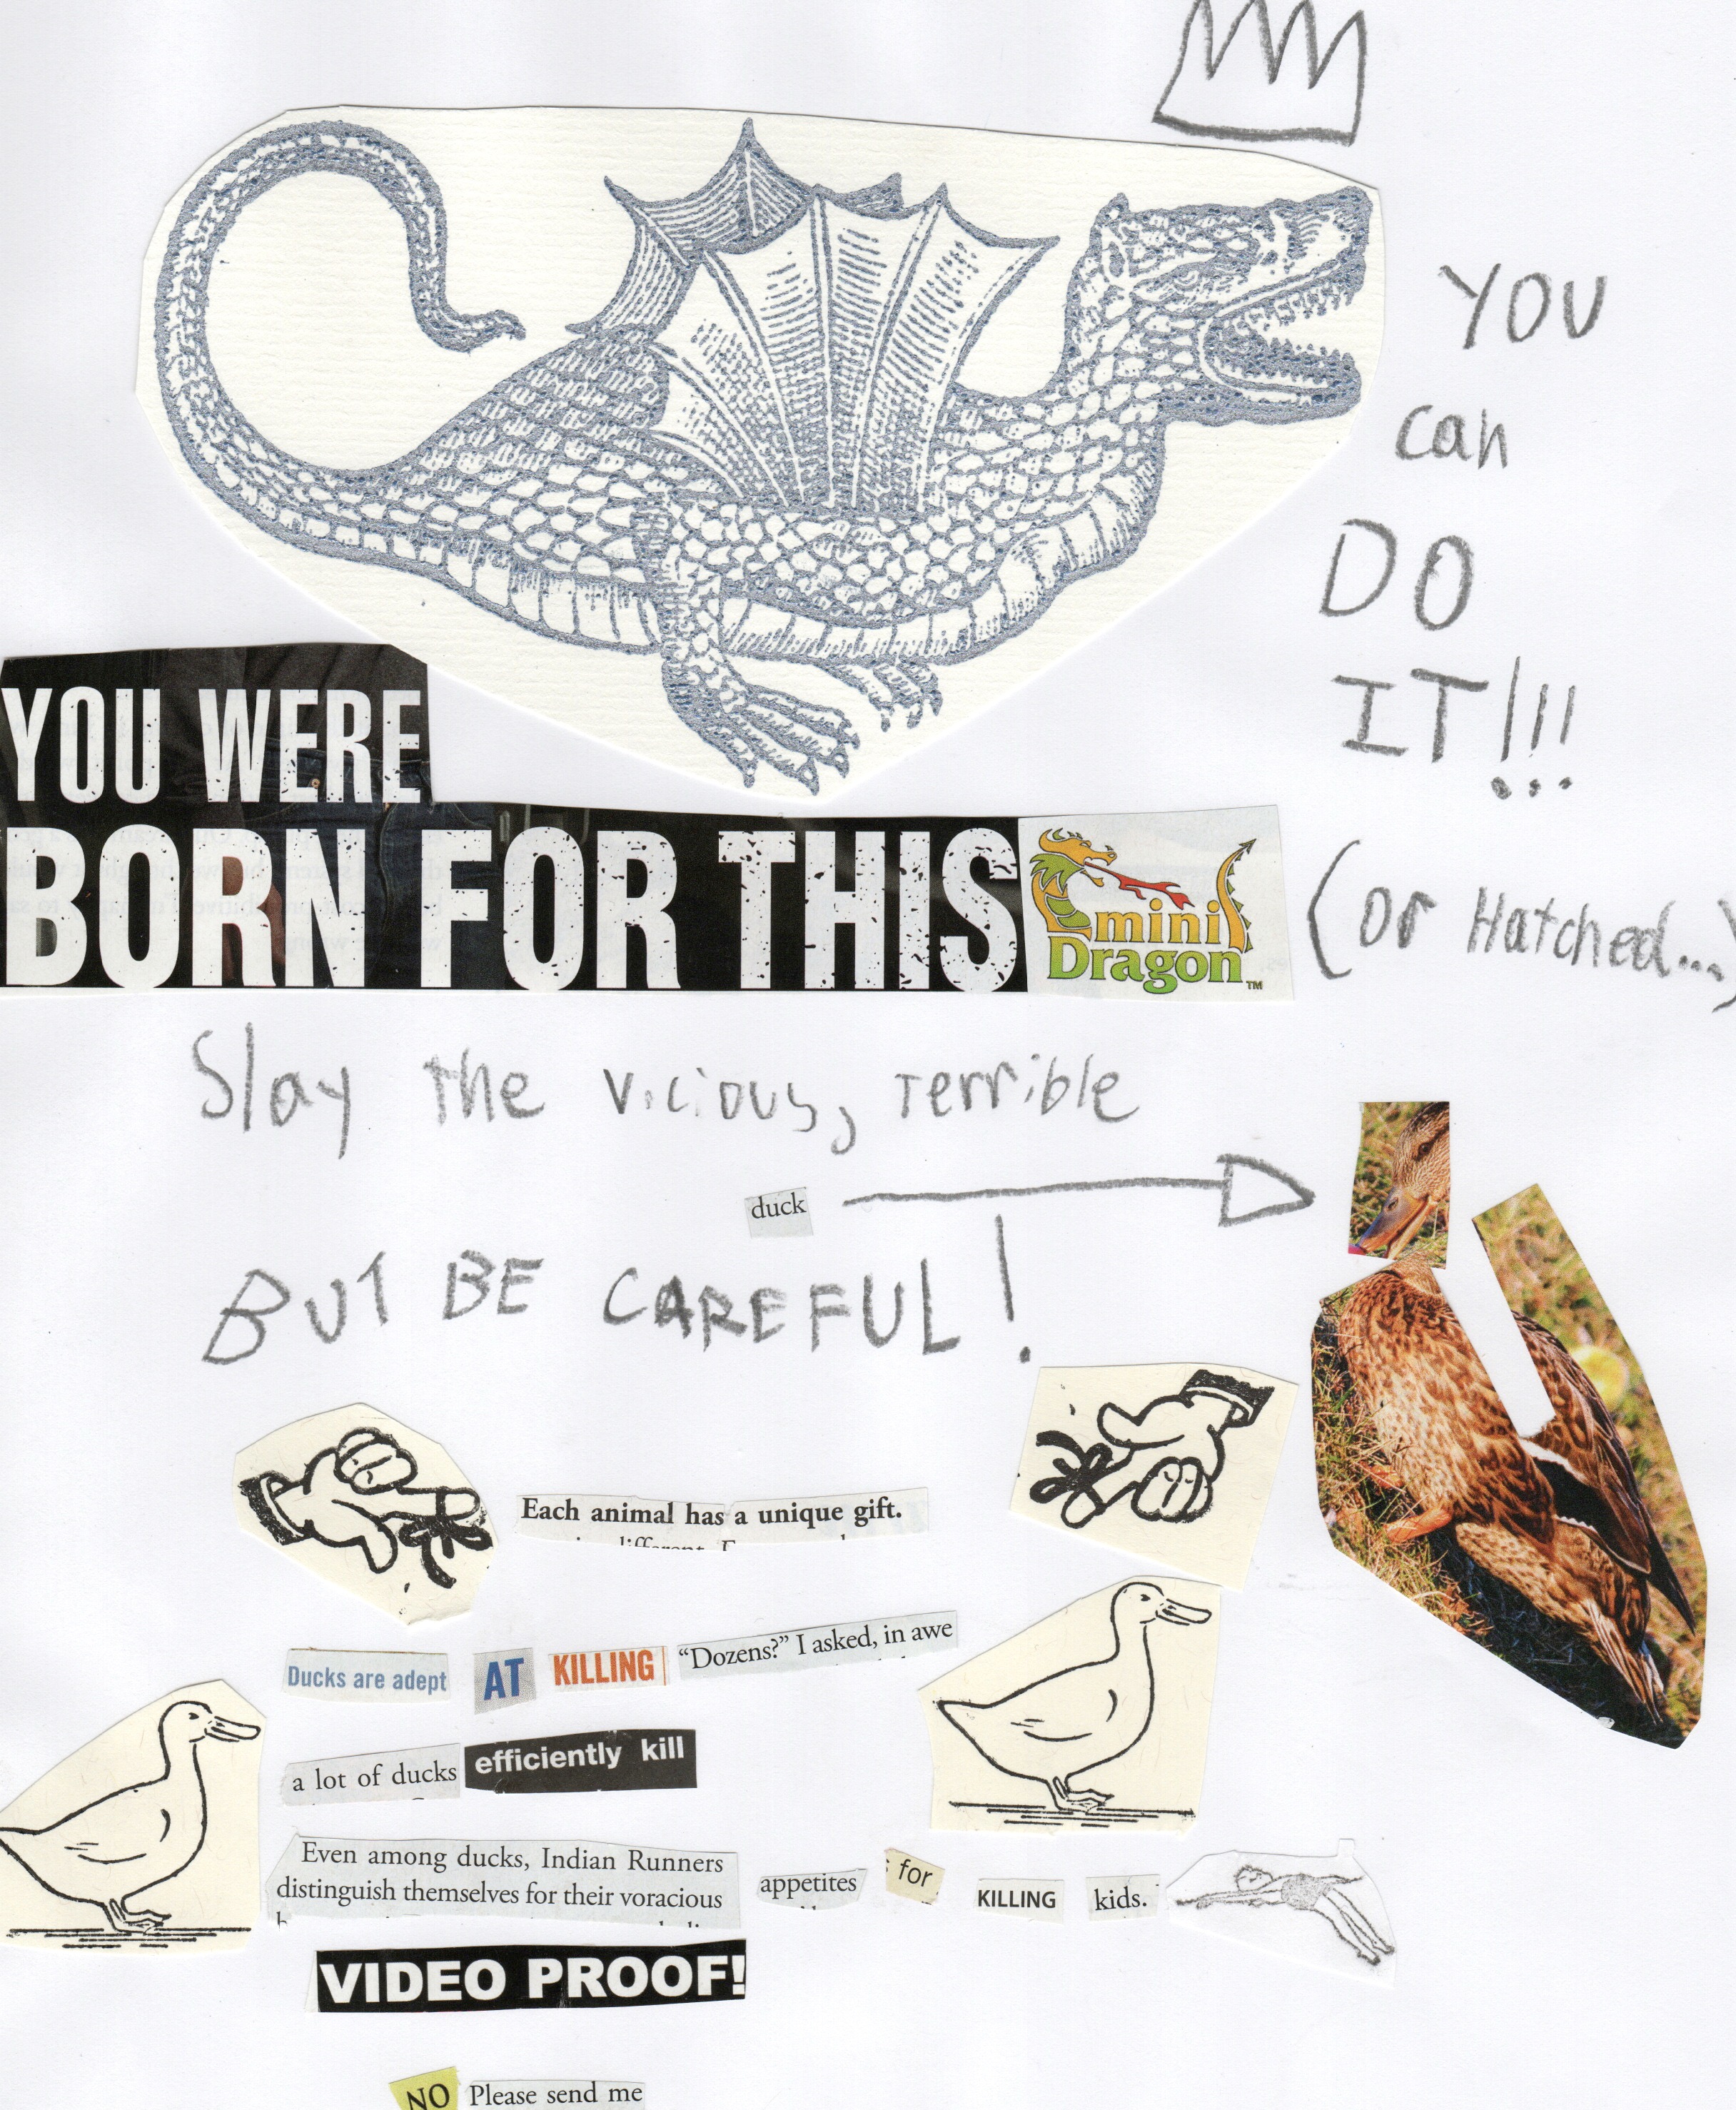 YOU
can
DO
IT!!!
YOU WERE
BORN FOR THIS
mini
Dragon™
(or Hatched...)
Slay the vicious, terrible
duck
BUT BE CAREFUL!
Each animal has a unique gift.
Ducks are adept AT KILLING "Dozens?" I asked, in awe
a lot of ducks efficiently kill
Even among ducks, Indian Runners
distinguish themselves for their voracious appetites for KILLING kids.
VIDEO PROOF!
NO Please send me